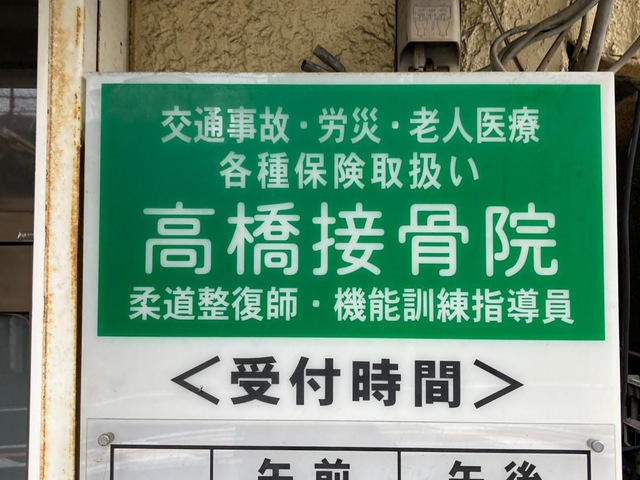 交通事故・労災・老人医療
各種保険取扱い
高橋接骨院
柔道整復師・機能訓練指導員
＜受付時間＞
午前 午後